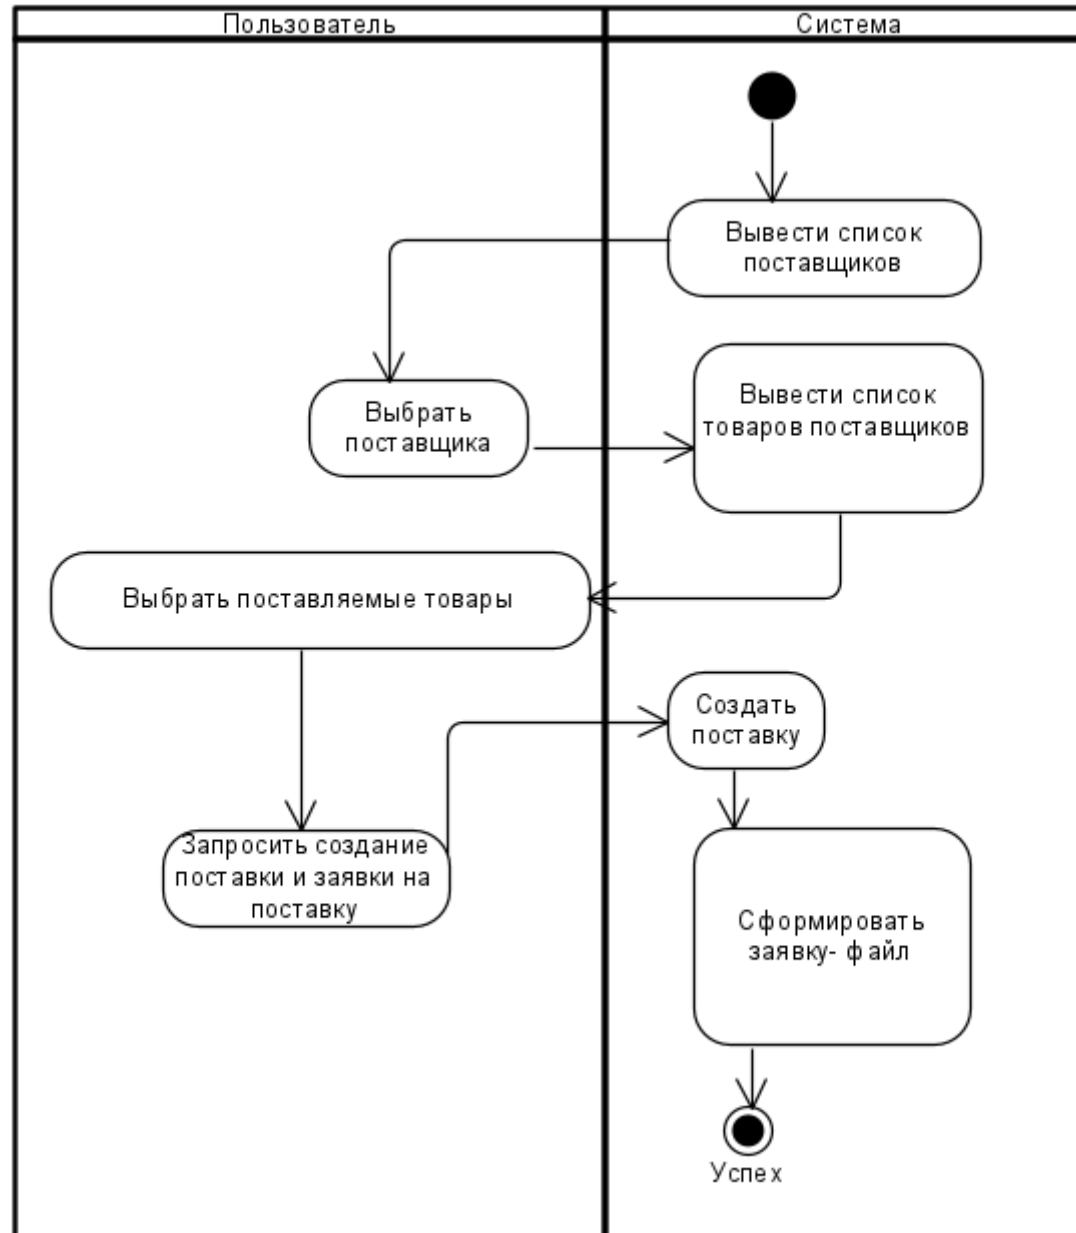 Пользователь
Система
Вывести список
поставщиков
Выбрать
поставщика
Вывести список
товаров поставщиков
Выбрать поставляемые товары
Создать
поставку
Запросить создание
поставки и заявки на
поставку
Сформировать
заявку- файл
Успех